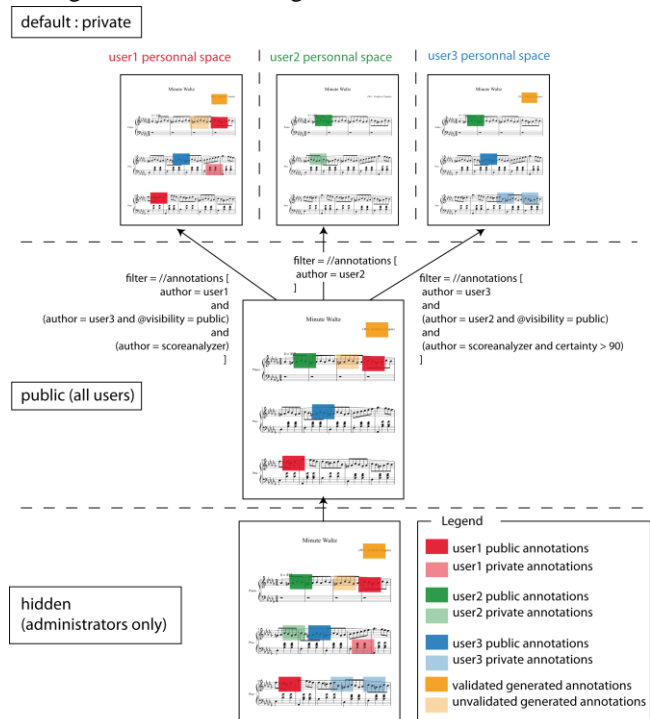 default : private
user1 personnal space
user2 personnal space
user3 personnal space
Minute Waltz
Minute Waltz
Minute Waltz
filter = //annotations [
author = user1
and
(author = user3 and @visibility = public)
and
(author = scoreanalyzer)
]
filter = //annotations [
author = user2
]
filter = //annotations [
author = user3
and
(author = user2 and @visibility = public)
and
(author = scoreanalyzer and certainty > 90)
]
Minute Waltz
public (all users)
Minute Waltz
hidden
(administrators only)
Legend
user1 public annotations
user1 private annotations
user2 public annotations
user2 private annotations
user3 public annotations
user3 private annotations
validated generated annotations
unvalidated generated annotations